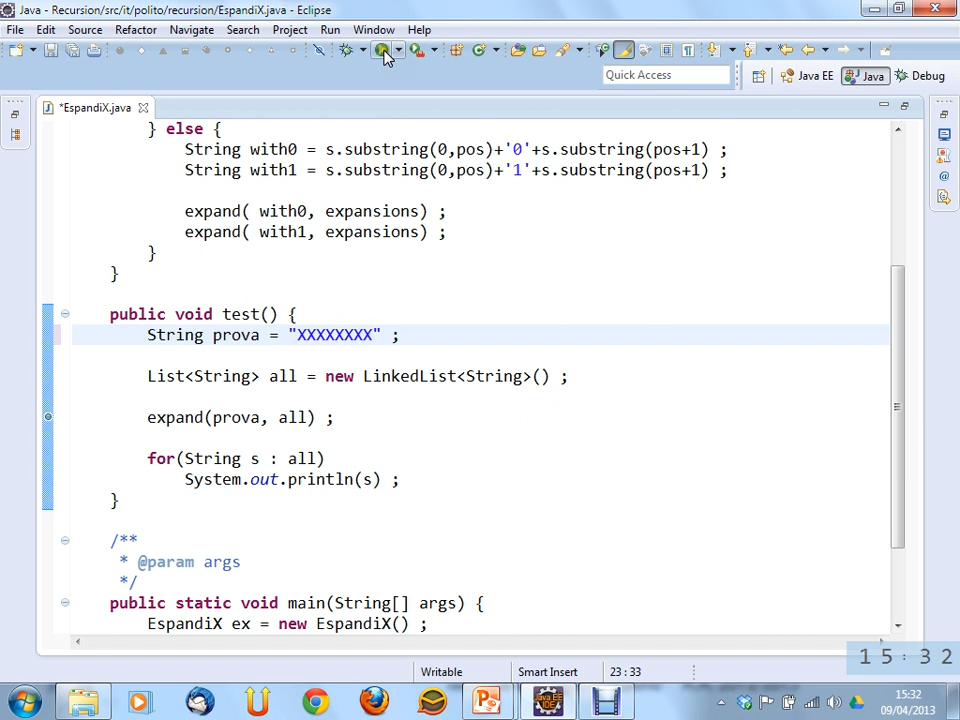 Java - Recursion/src/it/polito/recursion/EspandiX.java - Eclipse
File Edit Source Refactor Navigate Search Project Run Window Help
Quick Access
Java EE Java Debug
*EspandiX.java
} else {
String with0 = s.substring(0,pos)+'0'+s.substring(pos+1) ;
String with1 = s.substring(0,pos)+'1'+s.substring(pos+1) ;
expand( with0, expansions) ;
expand( with1, expansions) ;
}
}
public void test() {
String prova = "XXXXXXXX" ;
List<String> all = new LinkedList<String>() ;
expand(prova, all) ;
for(String s : all)
System.out.println(s) ;
}
/**
* @param args
*/
public static void main(String[] args) {
EspandiX ex = new EspandiX() ;
15:32
Writable Smart Insert 23 : 33
15:32
09/04/2013